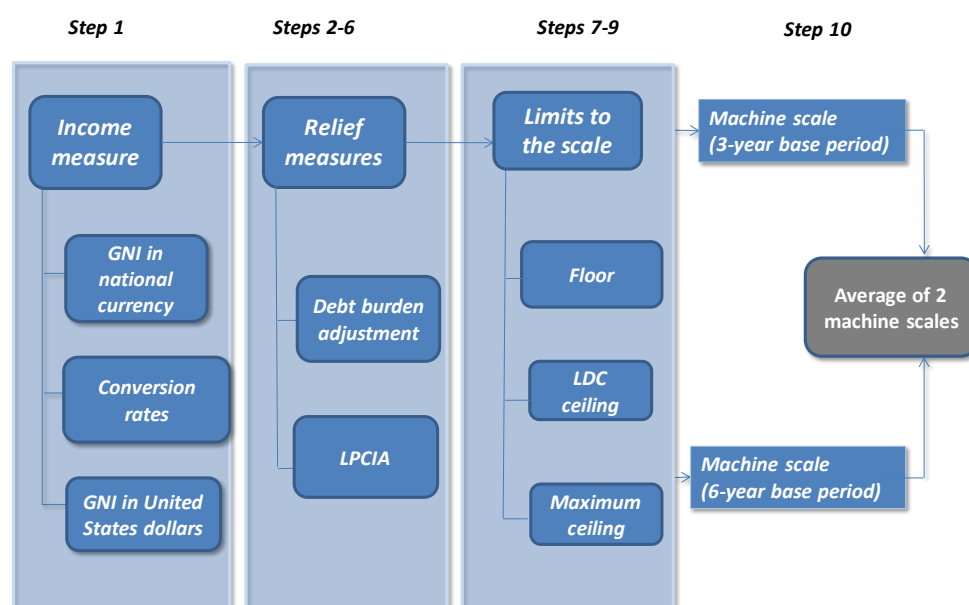 Step 1
Steps 2-6
Steps 7-9
Step 10
Income
measure
GNI in
national
currency
Conversion
rates
GNI in United
States dollars
Relief
measures
Debt burden
adjustment
LPCIA
Limits to
the scale
Floor
LDC
ceiling
Maximum
ceiling
Machine scale
(3-year base period)
Average of 2
machine scales
Machine scale
(6-year base period)